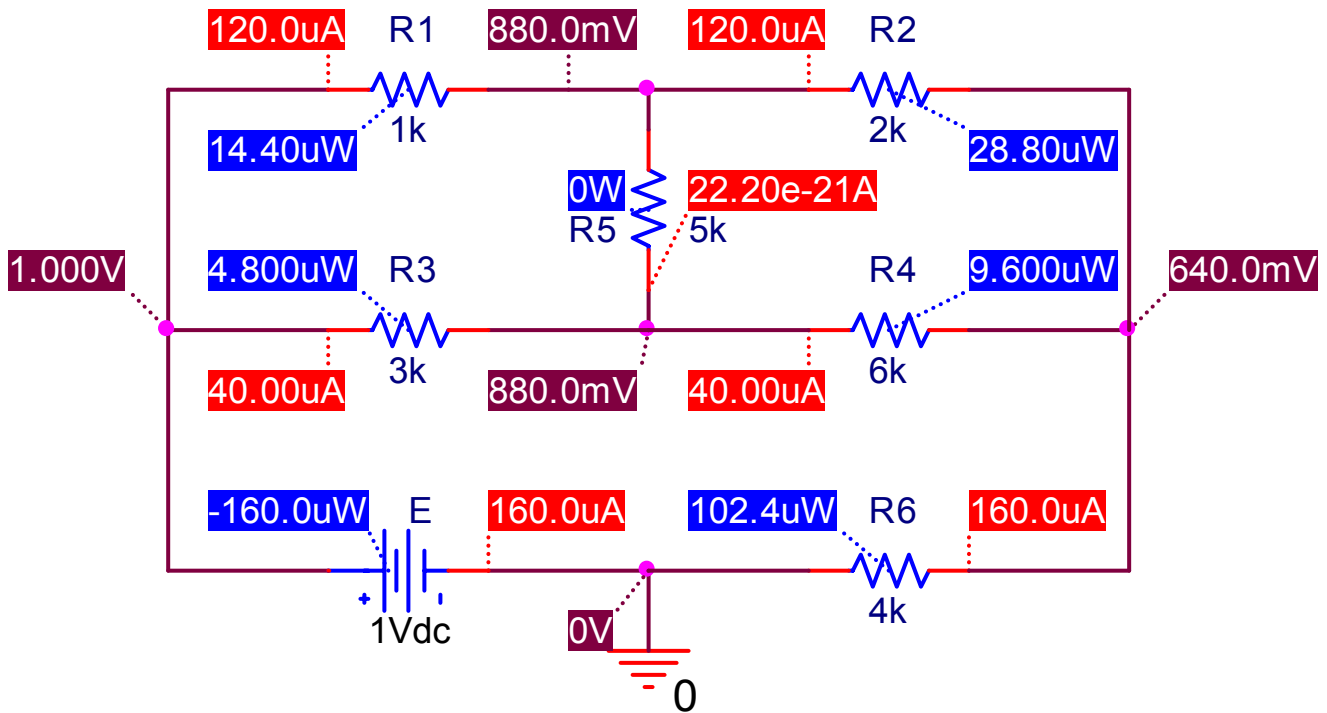 120.0uA R1 880.0mV 120.0uA R2
14.40uW 1k 2k 28.80uW
0W 22.20e-21A
R5 5k
1.000V 4.800uW R3 R4 9.600uW 640.0mV
40.00uA 3k 880.0mV 40.00uA 6k
-160.0uW E 160.0uA 102.4uW R6 160.0uA
+ -
1Vdc 0V 4k
0